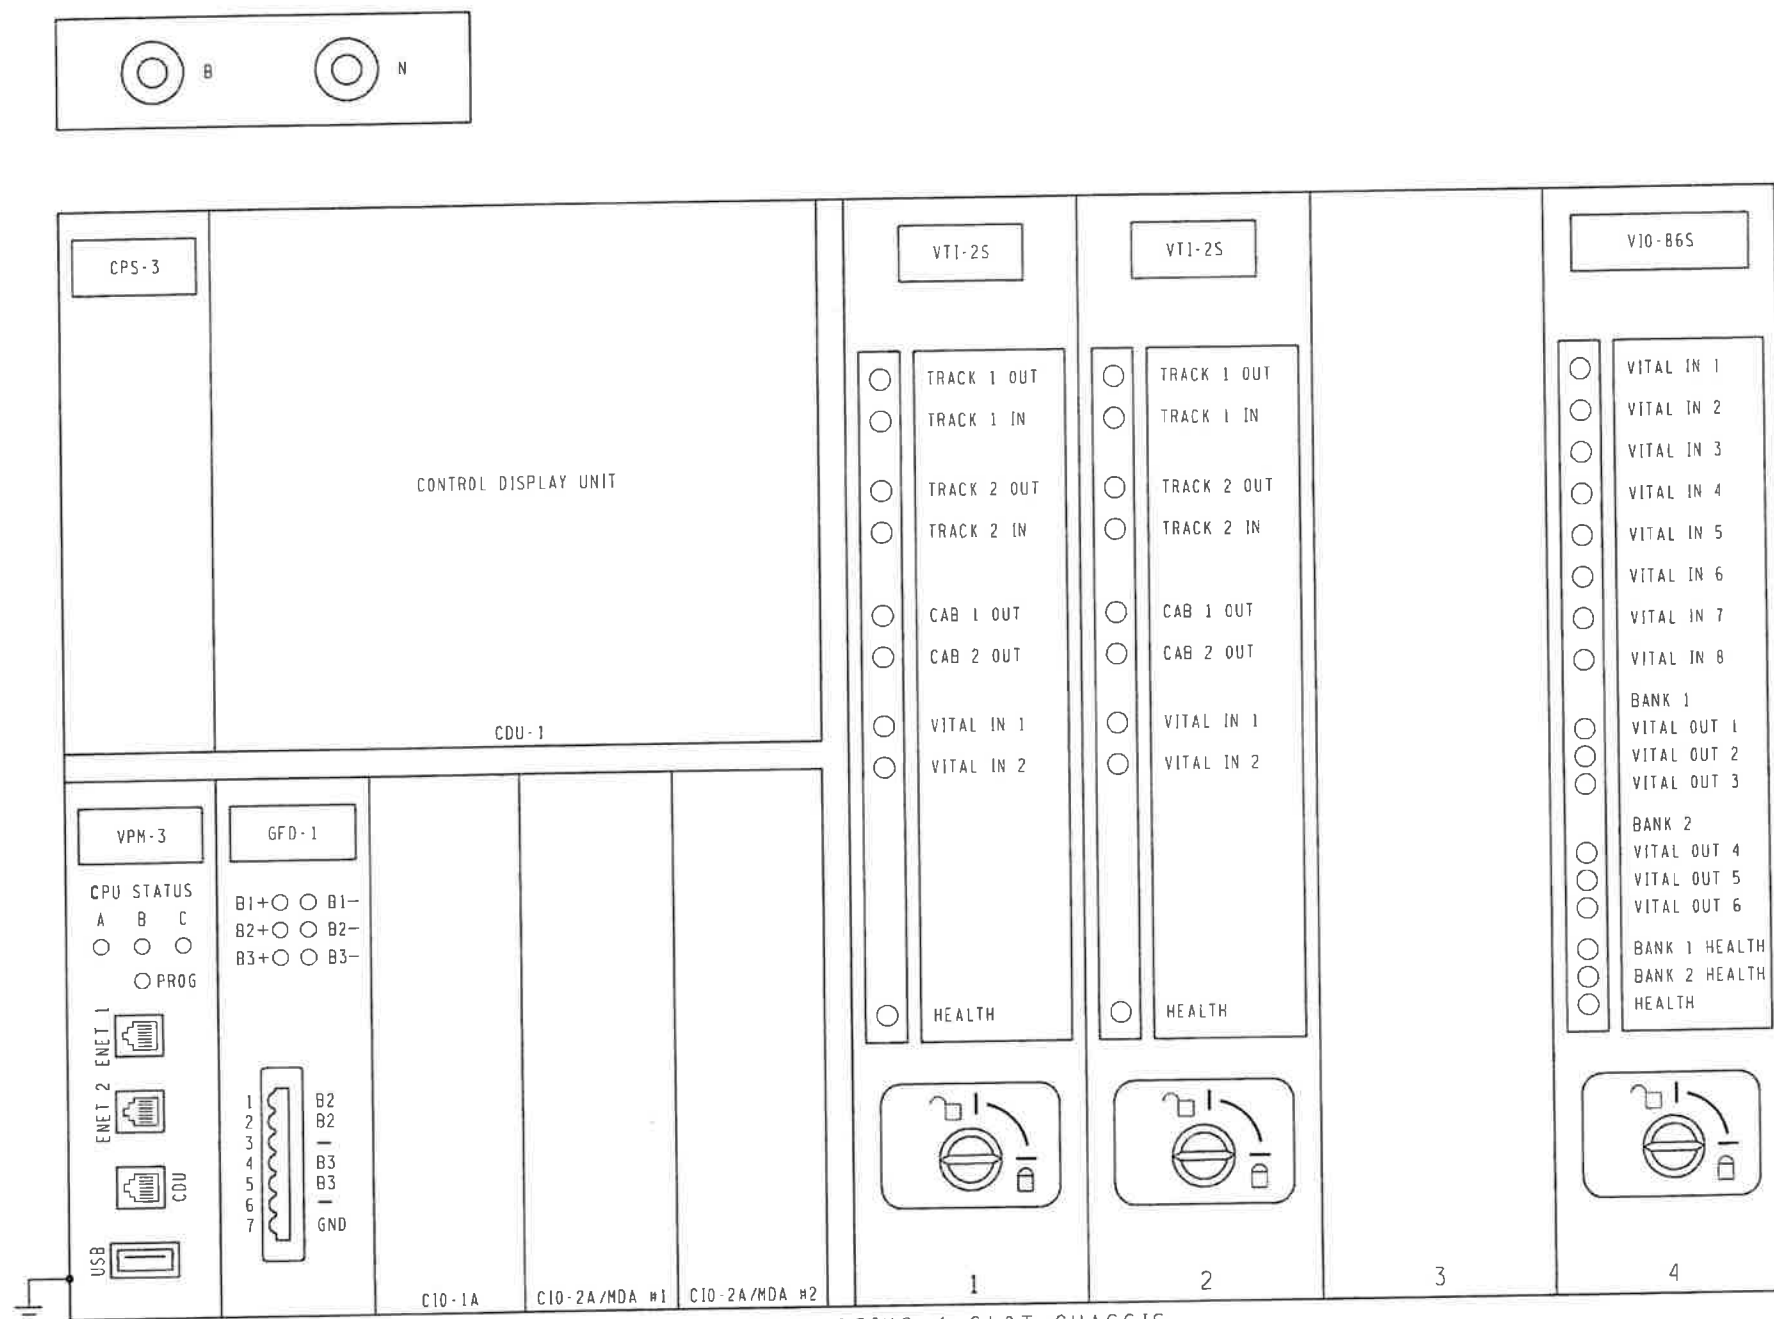 B N
CPS-3
CONTROL DISPLAY UNIT
CDU-1
VPM-3
CPU STATUS
A B C
PROG
ENET 1
ENET 2
CDU
USB
GFD-1
B1+ B1-
B2+ B2-
B3+ B3-
1 B2
2 B2
3 -
4 B3
5 B3
6 -
7 GND
CIO-1A
CIO-2A/MDA #1
CIO-2A/MDA #2
VTI-2S
TRACK 1 OUT
TRACK 1 IN
TRACK 2 OUT
TRACK 2 IN
CAB 1 OUT
CAB 2 OUT
VITAL IN 1
VITAL IN 2
HEALTH
1
VTI-2S
TRACK 1 OUT
TRACK 1 IN
TRACK 2 OUT
TRACK 2 IN
CAB 1 OUT
CAB 2 OUT
VITAL IN 1
VITAL IN 2
HEALTH
2
3
VIO-86S
VITAL IN 1
VITAL IN 2
VITAL IN 3
VITAL IN 4
VITAL IN 5
VITAL IN 6
VITAL IN 7
VITAL IN 8
BANK 1
VITAL OUT 1
VITAL OUT 2
VITAL OUT 3
BANK 2
VITAL OUT 4
VITAL OUT 5
VITAL OUT 6
BANK 1 HEALTH
BANK 2 HEALTH
HEALTH
4
4 SLOT CHASSIS